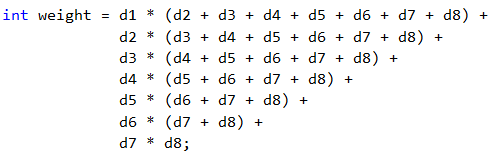 int weight = d1 * (d2 + d3 + d4 + d5 + d6 + d7 + d8) +
d2 * (d3 + d4 + d5 + d6 + d7 + d8) +
d3 * (d4 + d5 + d6 + d7 + d8) +
d4 * (d5 + d6 + d7 + d8) +
d5 * (d6 + d7 + d8) +
d6 * (d7 + d8) +
d7 * d8;